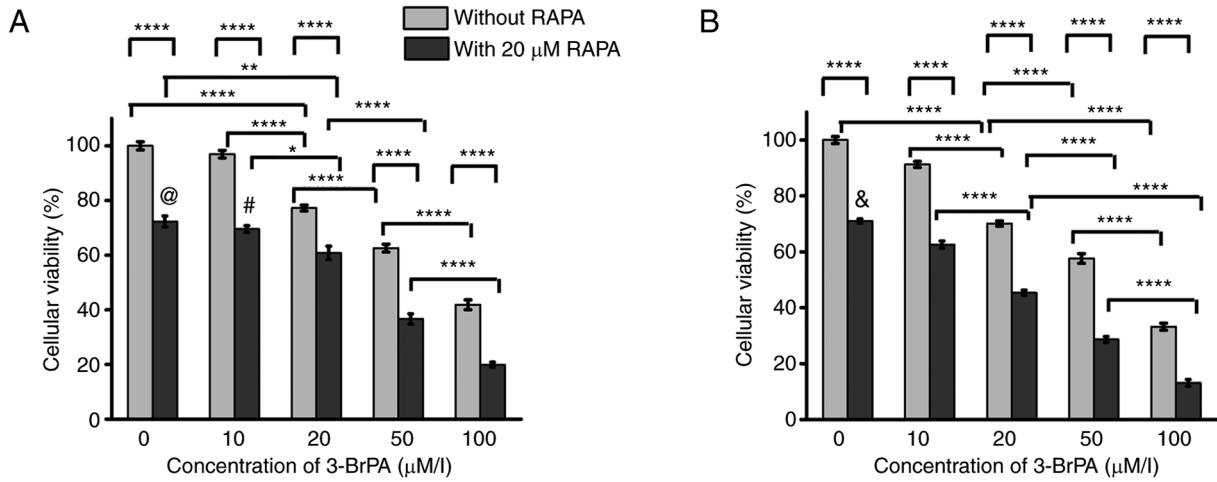 A
Without RAPA
With 20 μM RAPA
**** **** ****
**
**** ****
****
* **** ****
****
****
****
@ #
Cellular viability (%)
100
80
60
40
20
0
0 10 20 50 100
Concentration of 3-BrPA (μM/l)
B
**** **** ****
**** **** ****
**** ****
**** ****
****
**** ****
****
&
Cellular viability (%)
100
80
60
40
20
0
0 10 20 50 100
Concentration of 3-BrPA (μM/l)